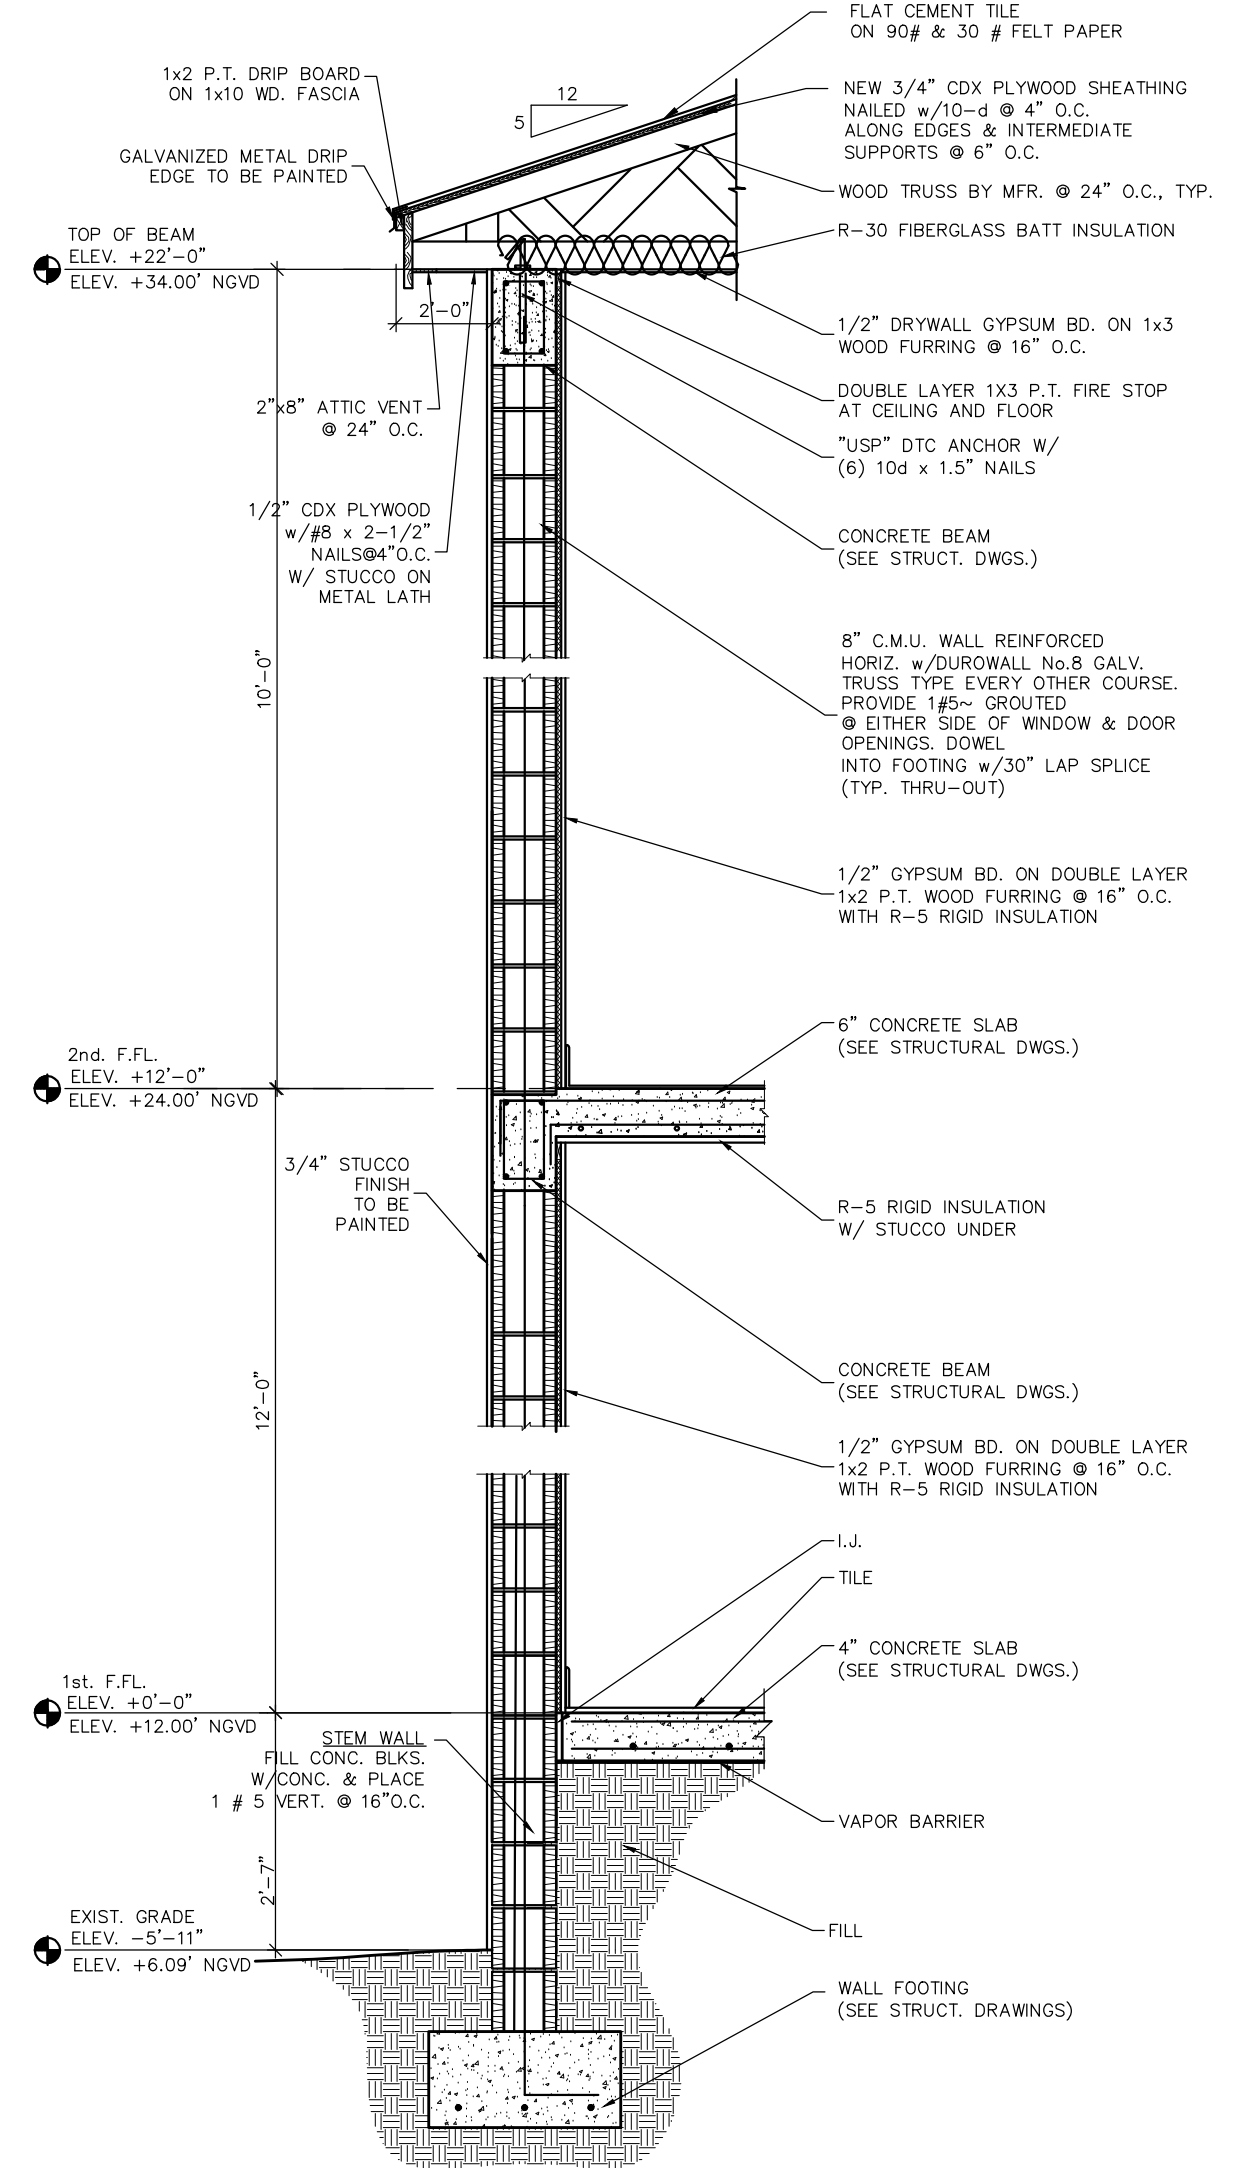 FLAT CEMENT TILE
ON 90# & 30 # FELT PAPER
1x2 P.T. DRIP BOARD
ON 1x10 WD. FASCIA
12
5
NEW 3/4" CDX PLYWOOD SHEATHING
NAILED w/10-d @ 4" O.C.
ALONG EDGES & INTERMEDIATE
SUPPORTS @ 6" O.C.
GALVANIZED METAL DRIP
EDGE TO BE PAINTED
WOOD TRUSS BY MFR. @ 24" O.C., TYP.
R-30 FIBERGLASS BATT INSULATION
TOP OF BEAM
ELEV. +22'-0"
ELEV. +34.00' NGVD
2'-0"
1/2" DRYWALL GYPSUM BD. ON 1x3
WOOD FURRING @ 16" O.C.
DOUBLE LAYER 1X3 P.T. FIRE STOP
AT CEILING AND FLOOR
2"x8" ATTIC VENT
@ 24" O.C.
"USP" DTC ANCHOR W/
(6) 10d x 1.5" NAILS
1/2" CDX PLYWOOD
w/#8 x 2-1/2"
NAILS@4"O.C.
W/ STUCCO ON
METAL LATH
CONCRETE BEAM
(SEE STRUCT. DWGS.)
10'-0"
8" C.M.U. WALL REINFORCED
HORIZ. w/DUROWALL No.8 GALV.
TRUSS TYPE EVERY OTHER COURSE.
PROVIDE 1#5~ GROUTED
@ EITHER SIDE OF WINDOW & DOOR
OPENINGS. DOWEL
INTO FOOTING w/30" LAP SPLICE
(TYP. THRU-OUT)
1/2" GYPSUM BD. ON DOUBLE LAYER
1x2 P.T. WOOD FURRING @ 16" O.C.
WITH R-5 RIGID INSULATION
6" CONCRETE SLAB
(SEE STRUCTURAL DWGS.)
2nd. F.FL.
ELEV. +12'-0"
ELEV. +24.00' NGVD
3/4" STUCCO
FINISH
TO BE
PAINTED
R-5 RIGID INSULATION
W/ STUCCO UNDER
12'-0"
CONCRETE BEAM
(SEE STRUCTURAL DWGS.)
1/2" GYPSUM BD. ON DOUBLE LAYER
1x2 P.T. WOOD FURRING @ 16" O.C.
WITH R-5 RIGID INSULATION
I.J.
TILE
4" CONCRETE SLAB
(SEE STRUCTURAL DWGS.)
1st. F.FL.
ELEV. +0'-0"
ELEV. +12.00' NGVD
STEM WALL
FILL CONC. BLKS.
W/CONC. & PLACE
1 # 5 VERT. @ 16"O.C.
VAPOR BARRIER
2'-7"
EXIST. GRADE
ELEV. -5'-11"
ELEV. +6.09' NGVD
FILL
WALL FOOTING
(SEE STRUCT. DRAWINGS)